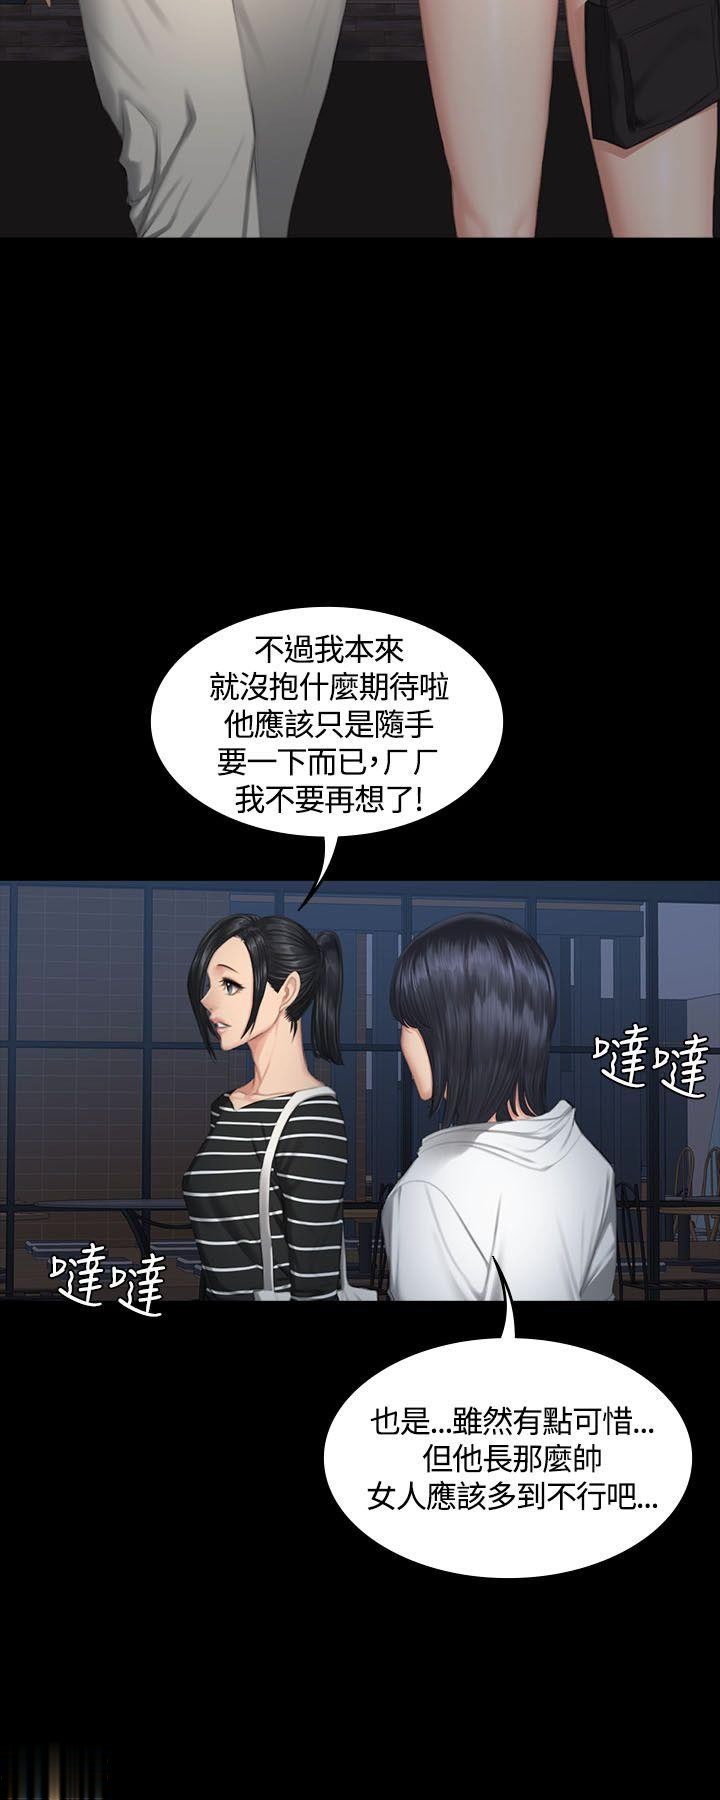 不過我本來
就沒抱什麼期待啦
他應該只是隨手
要一下而已，厂厂
我不要再想了！
噠噠
噠噠
也是...雖然有點可惜...
但他長那麼帥
女人應該多到不行吧...